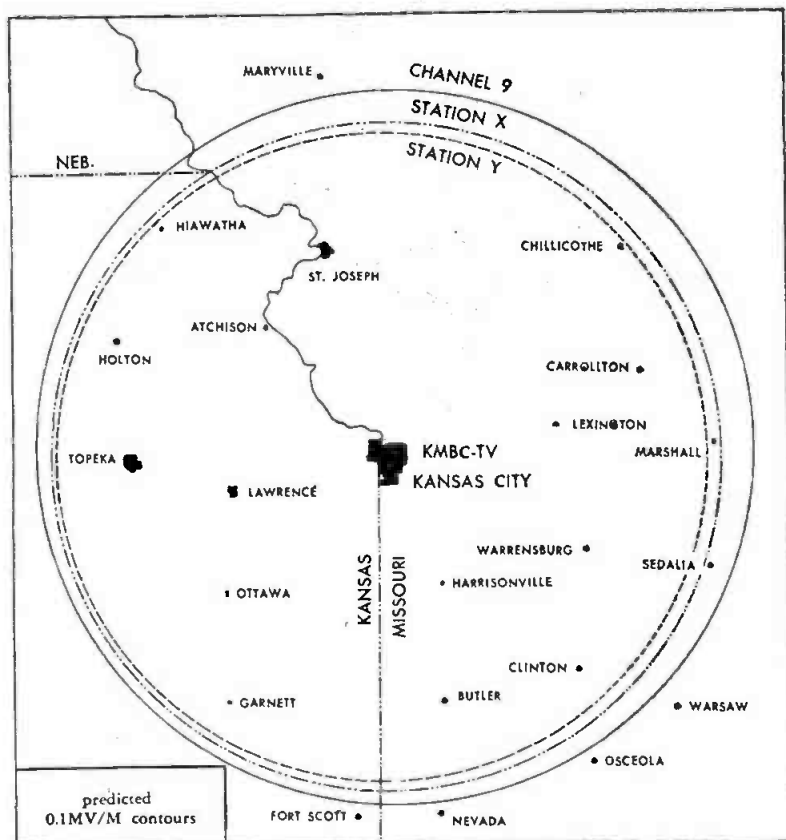 MARYVILLE
CHANNEL 9
STATION X
STATION Y
NEB.
HIAWATHA
CHILLICOTHE
ST. JOSEPH
ATCHISON
HOLTON
CARROLLTON
LEXINGTON
MARSHALL
KMBC-TV
KANSAS CITY
TOPEKA
LAWRENCE
WARRENSBURG
SEDALIA
HARRISONVILLE
OTTAWA
KANSAS
MISSOURI
CLINTON
BUTLER
GARNETT
WARSAW
OSCEOLA
FORT SCOTT
NEVADA
predicted
0.1MV/M contours